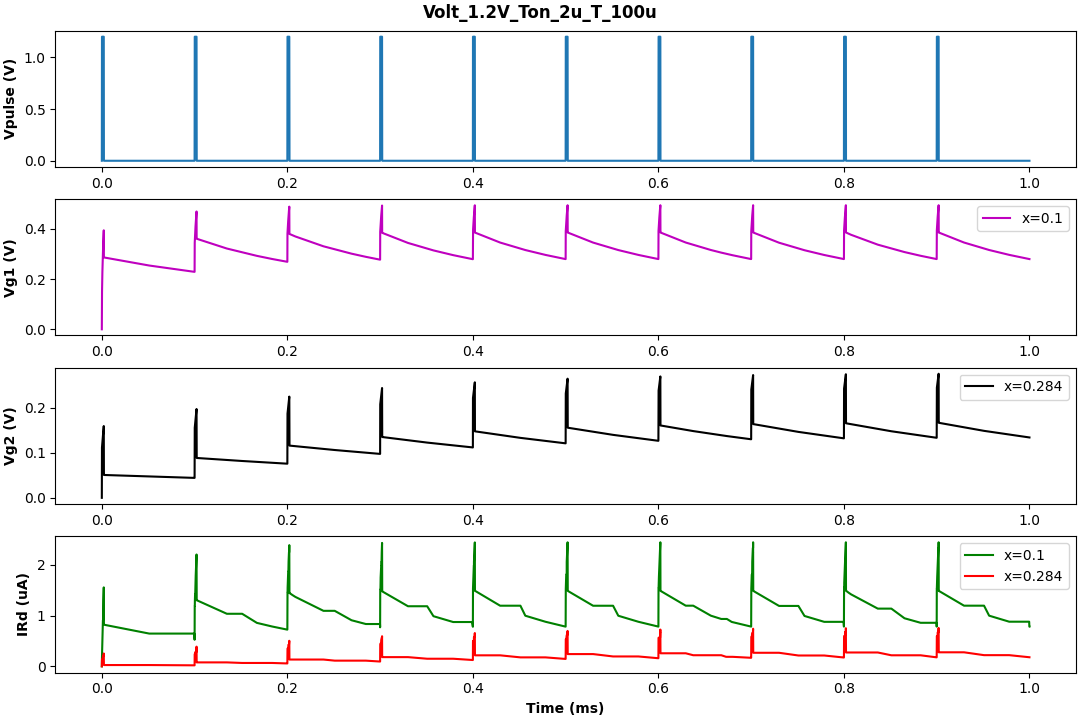 Volt_1.2V_Ton_2u_T_100u
Vpulse (V)
1.0
0.5
0.0
0.0 0.2 0.4 0.6 0.8 1.0
Vg1 (V)
0.4
0.2
0.0
x=0.1
0.0 0.2 0.4 0.6 0.8 1.0
Vg2 (V)
0.2
0.1
0.0
x=0.284
0.0 0.2 0.4 0.6 0.8 1.0
IRd (uA)
2
1
0
x=0.1
x=0.284
0.0 0.2 0.4 0.6 0.8 1.0
Time (ms)